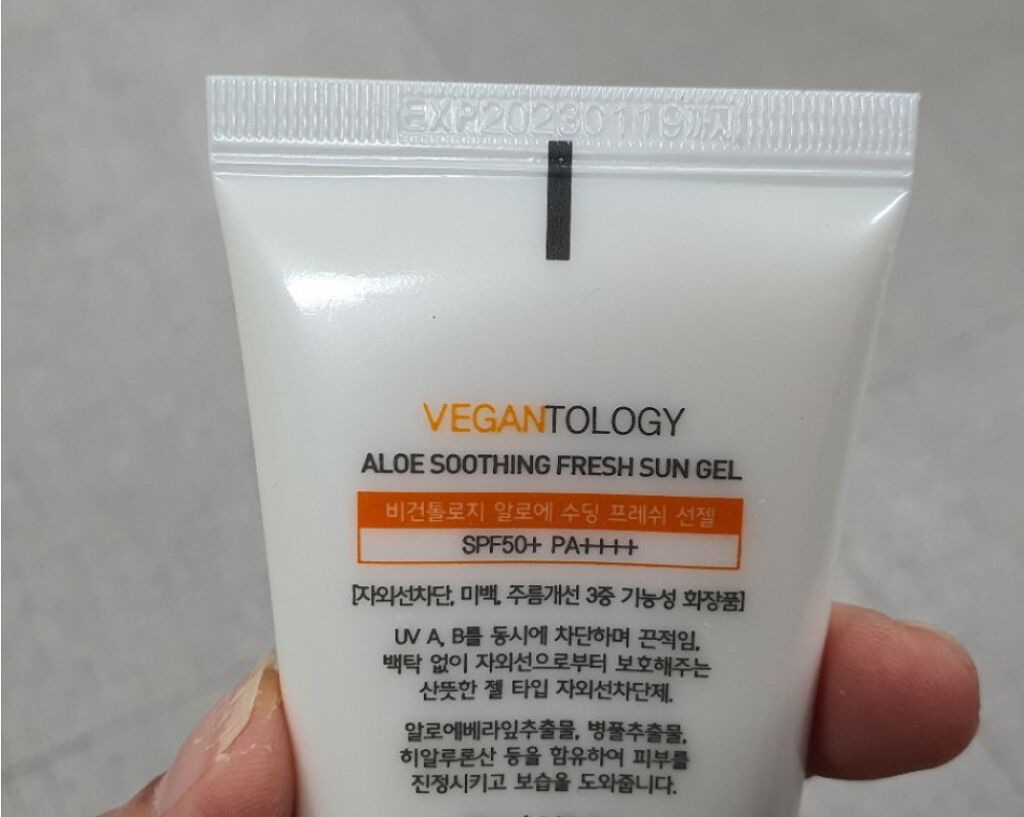 EXP20230119까지
VEGANTOLOGY
ALOE SOOTHING FRESH SUN GEL
비건톨로지 알로에 수딩 프레쉬 선젤
SPF50+ PA++++
[자외선차단, 미백, 주름개선 3중 기능성 화장품]
UV A, B를 동시에 차단하며 끈적임,
백탁 없이 자외선으로부터 보호해주는
산뜻한 젤 타입 자외선차단제.
알로에베라잎추출물, 병풀추출물,
히알루론산 등을 함유하여 피부를
진정시키고 보습을 도와줍니다.